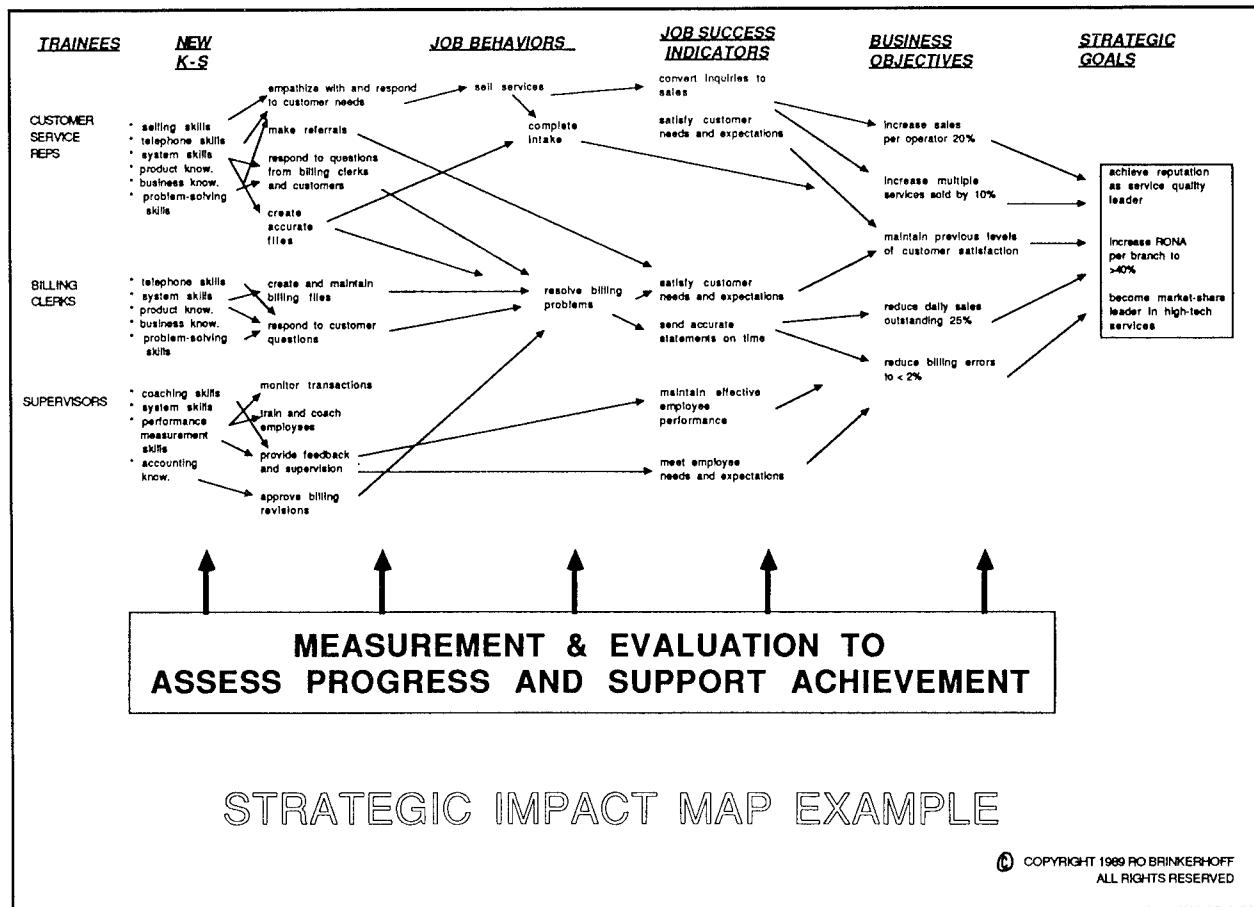 TRAINEES
NEW
K-S
JOB BEHAVIORS
JOB SUCCESS
INDICATORS
BUSINESS
OBJECTIVES
STRATEGIC
GOALS
CUSTOMER
SERVICE
REPS
* selling skills
* telephone skills
* system skills
* product know.
* business know.
* problem-solving
skills
empathize with and respond
to customer needs
make referrals
respond to questions
from billing clerks
and customers
create
accurate
files
sell services
complete
intake
convert inquiries to
sales
satisfy customer
needs and expectations
increase sales
per operator 20%
increase multiple
services sold by 10%
maintain previous levels
of customer satisfaction
achieve reputation
as service quality
leader
increase RONA
per branch to
>40%
become market-share
leader in high-tech
services
BILLING
CLERKS
* telephone skills
* system skills
* product know.
* business know.
* problem-solving
skills
create and maintain
billing files
respond to customer
questions
resolve billing
problems
satisfy customer
needs and expectations
send accurate
statements on time
reduce daily sales
outstanding 25%
reduce billing errors
to < 2%
SUPERVISORS
* coaching skills
* system skills
* performance
measurement
skills
* accounting
know.
monitor transactions
train and coach
employees
provide feedback
and supervision
approve billing
revisions
maintain effective
employee
performance
meet employee
needs and expectations
MEASUREMENT & EVALUATION TO
ASSESS PROGRESS AND SUPPORT ACHIEVEMENT
STRATEGIC IMPACT MAP EXAMPLE
© COPYRIGHT 1989 RO BRINKERHOFF
ALL RIGHTS RESERVED